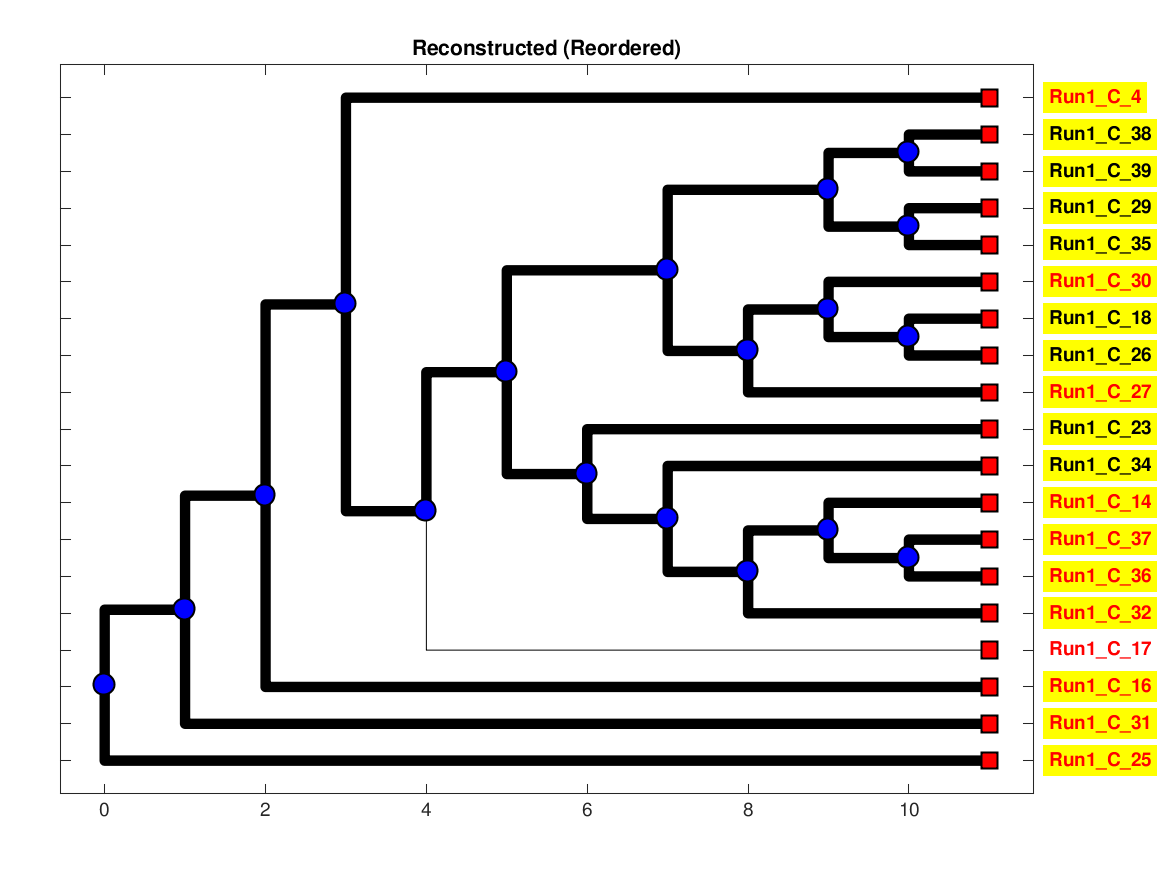 Reconstructed (Reordered)
Run1_C_4
Run1_C_38
Run1_C_39
Run1_C_29
Run1_C_35
Run1_C_30
Run1_C_18
Run1_C_26
Run1_C_27
Run1_C_23
Run1_C_34
Run1_C_14
Run1_C_37
Run1_C_36
Run1_C_32
Run1_C_17
Run1_C_16
Run1_C_31
Run1_C_25
0 2 4 6 8 10